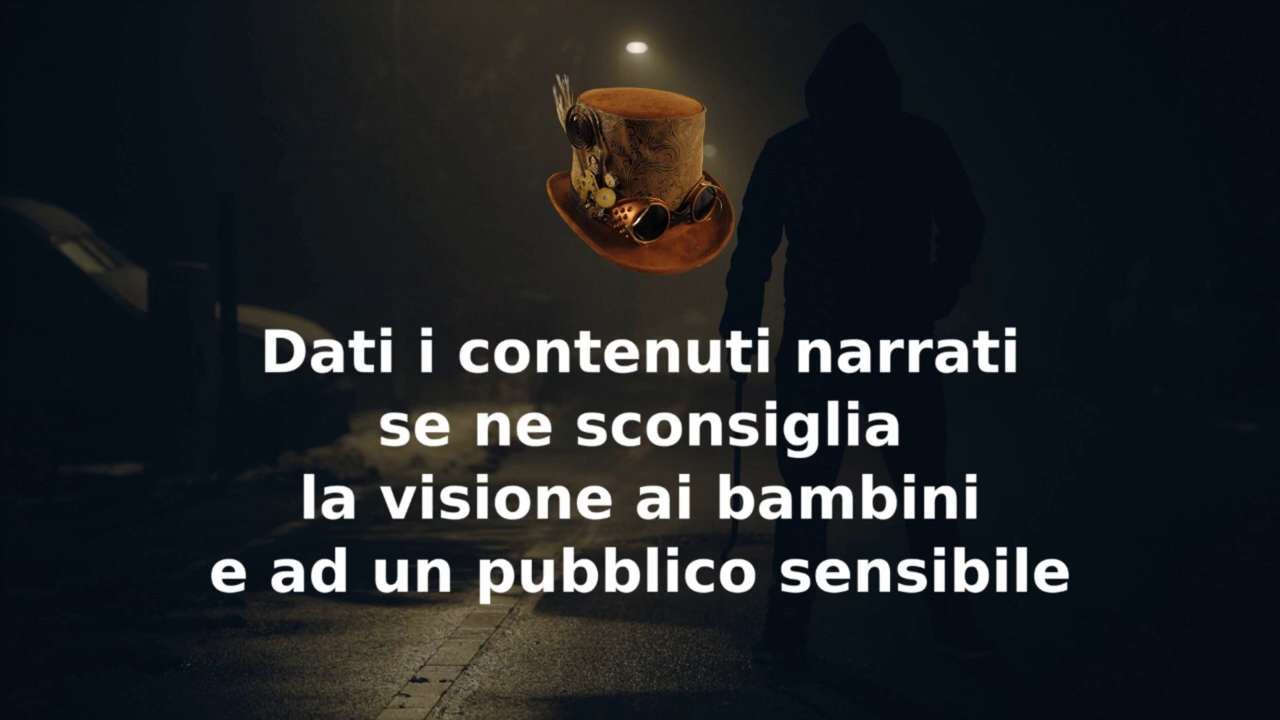 Dati i contenuti narrati
se ne sconsiglia
la visione ai bambini
e ad un pubblico sensibile